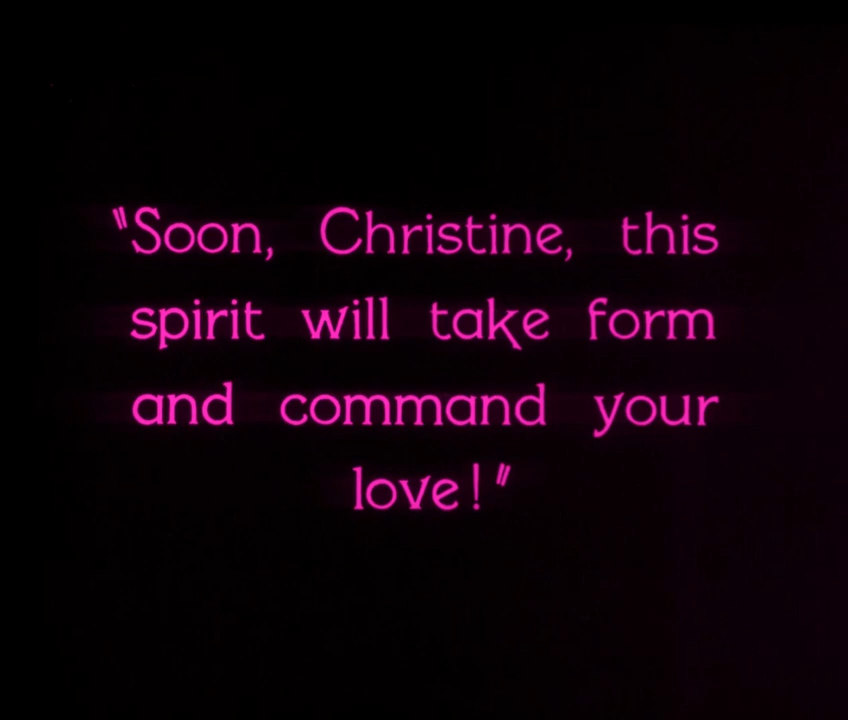 "Soon, Christine, this
spirit will take form
and command your
love!"